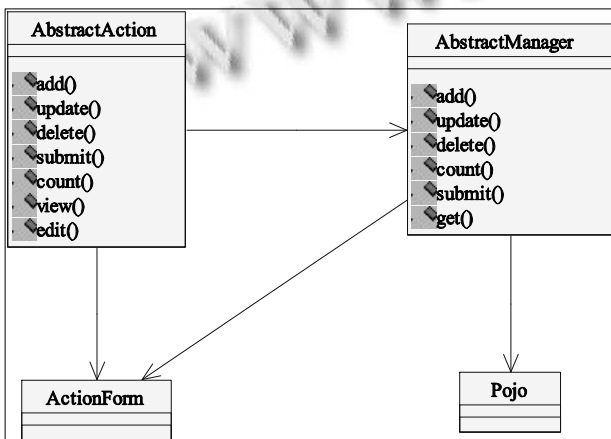 AbstractAction
add()
update()
delete()
submit()
count()
view()
edit()
AbstractManager
add()
update()
delete()
count()
submit()
get()
ActionForm
Pojo